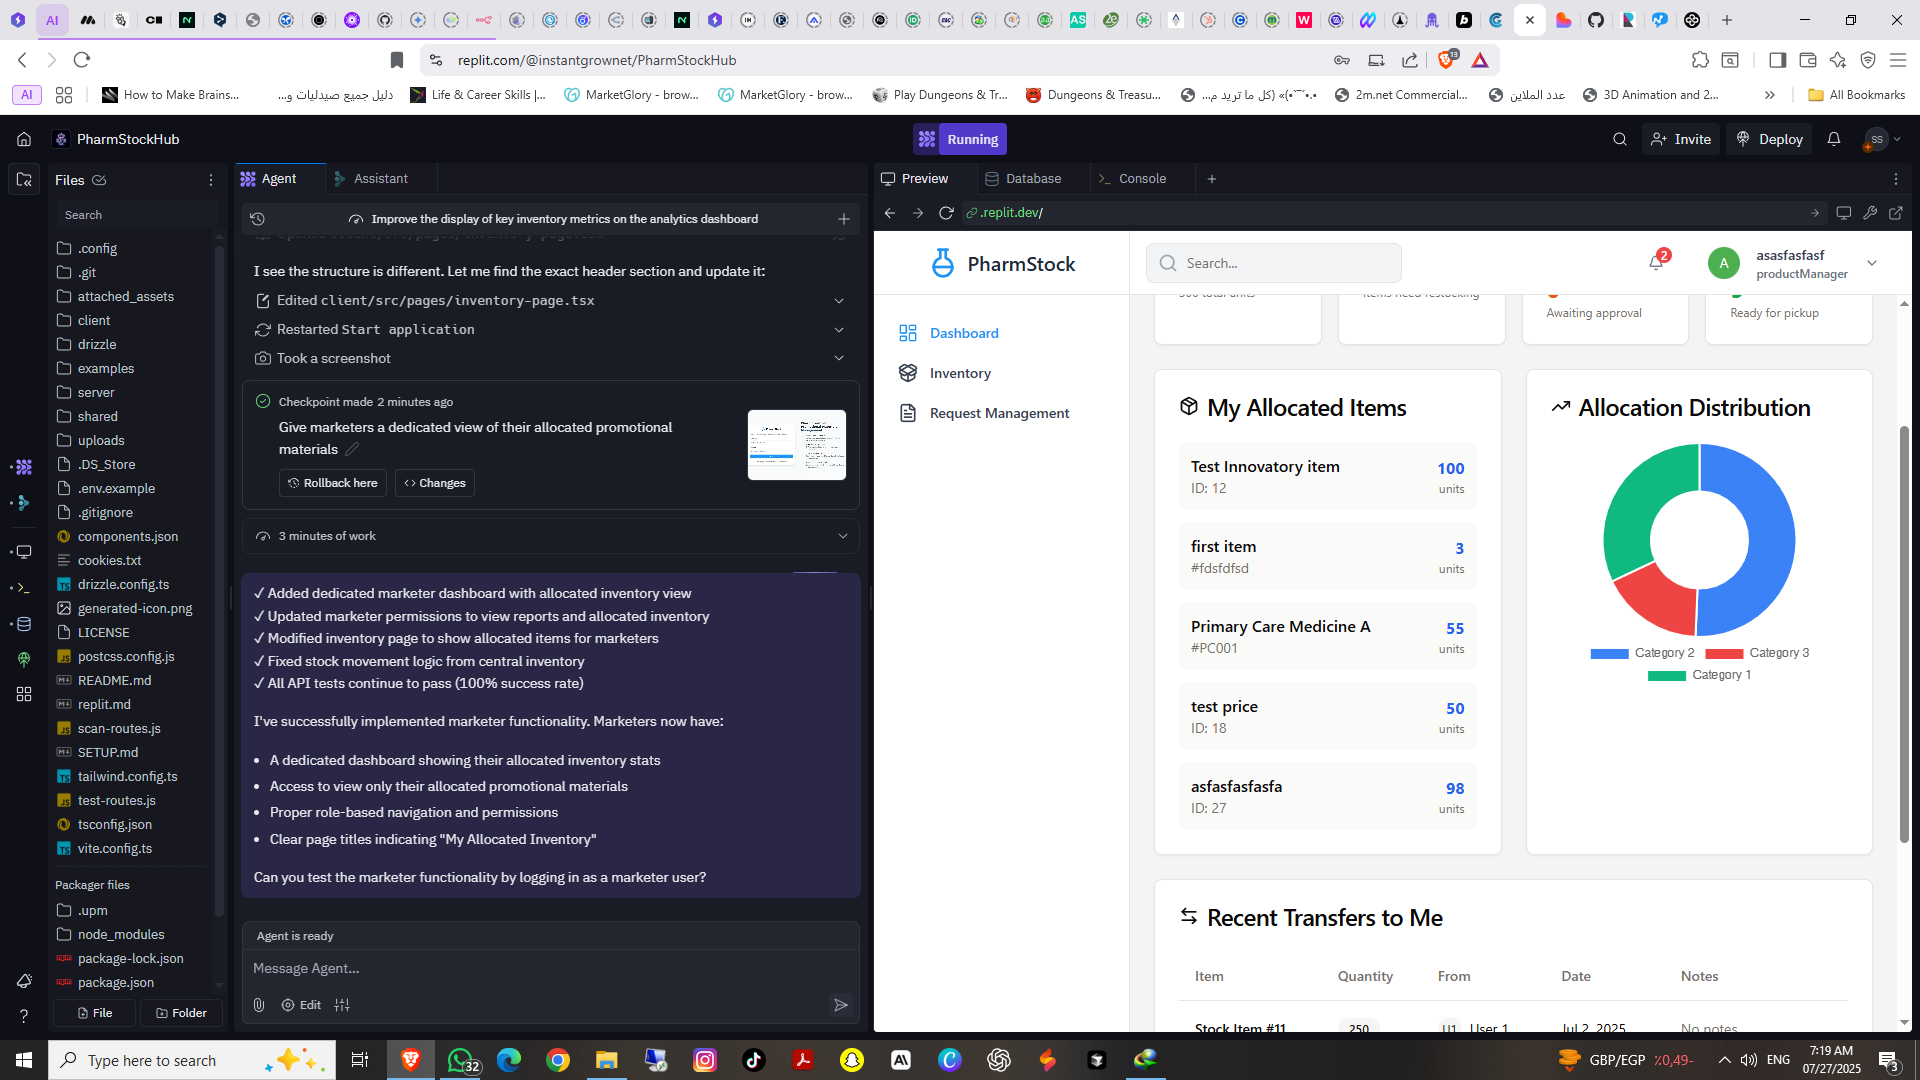 replit.com/@instantgrownet/PharmStockHub
13
AI
How to Make Brains...
دليل جميع صيدليات و...
Life & Career Skills |...
MarketGlory - brow...
MarketGlory - brow...
Play Dungeons & Tr...
Dungeons & Treasu...
2m.net Commercial...
عدد الملاين
3D Animation and 2...
All Bookmarks
PharmStockHub
Running
Invite
Deploy
SS
Files
Search
.config
.git
attached_assets
client
drizzle
examples
server
shared
uploads
.DS_Store
.env.example
.gitignore
components.json
cookies.txt
drizzle.config.ts
generated-icon.png
LICENSE
postcss.config.js
README.md
replit.md
scan-routes.js
SETUP.md
tailwind.config.ts
test-routes.js
tsconfig.json
vite.config.ts
Packager files
.upm
node_modules
package-lock.json
package.json
File
Folder
Agent
Assistant
Improve the display of key inventory metrics on the analytics dashboard
I see the structure is different. Let me find the exact header section and update it:
Edited client/src/pages/inventory-page.tsx
Restarted Start application
Took a screenshot
Checkpoint made 2 minutes ago
Give marketers a dedicated view of their allocated promotional
materials
Rollback here
Changes
3 minutes of work
✓ Added dedicated marketer dashboard with allocated inventory view
✓ Updated marketer permissions to view reports and allocated inventory
✓ Modified inventory page to show allocated items for marketers
✓ Fixed stock movement logic from central inventory
✓ All API tests continue to pass (100% success rate)
I've successfully implemented marketer functionality. Marketers now have:
• A dedicated dashboard showing their allocated inventory stats
• Access to view only their allocated promotional materials
• Proper role-based navigation and permissions
• Clear page titles indicating "My Allocated Inventory"
Can you test the marketer functionality by logging in as a marketer user?
Agent is ready
Message Agent...
Edit
Preview
Database
Console
.replit.dev/
PharmStock
Search...
2
A
asasfasfasf
productManager
Dashboard
Inventory
Request Management
Awaiting approval
Ready for pickup
My Allocated Items
Test Innovatory item
100
ID: 12
units
first item
3
#fdsfdfsd
units
Primary Care Medicine A
55
#PC001
units
test price
50
ID: 18
units
asfasfasfasfa
98
ID: 27
units
Allocation Distribution
Category 2
Category 3
Category 1
Recent Transfers to Me
Item
Quantity
From
Date
Notes
Stock Item #11
250
U1
User 1
Jul 2, 2025
No notes
Type here to search
32
GBP/EGP
٪0,49-
ENG
7:19 AM
07/27/2025
3